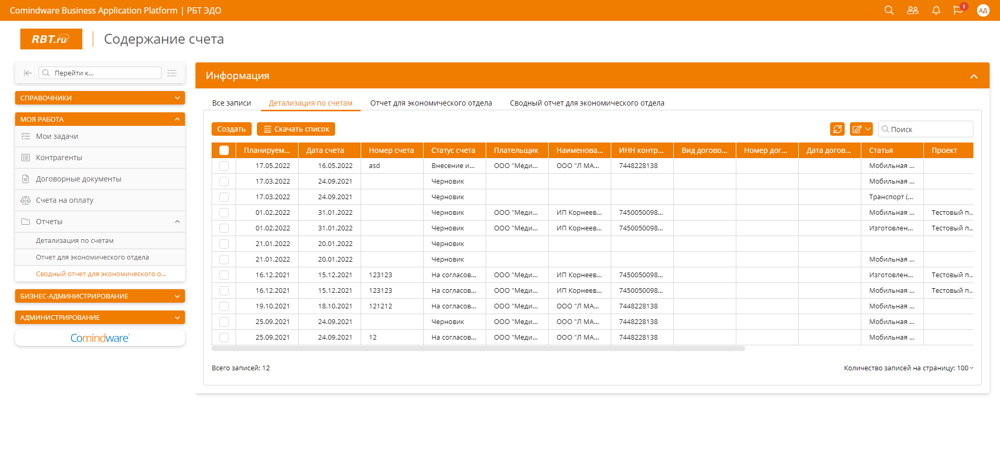 Comindware Business Application Platform | РБТ ЭДО
1
АД
RBT.ru
Содержание счета
Перейти к...
СПРАВОЧНИКИ
МОЯ РАБОТА
Мои задачи
Контрагенты
Договорные документы
Счета на оплату
Отчеты
Детализация по счетам
Отчет для экономического отдела
Сводный отчет для экономического о...
БИЗНЕС-АДМИНИСТРИРОВАНИЕ
АДМИНИСТРИРОВАНИЕ
Comindware
Информация
Все записи Детализация по счетам Отчет для экономического отдела Сводный отчет для экономического отдела
Создать Скачать список Поиск
Планируем... Дата счета Номер счета Статус счета Плательщик Наименова... ИНН контр... Вид догово... Номер дог... Дата догов... Статья Проект
17.05.2022 16.05.2022 asd Внесение и... ООО "Меди... ООО "Л МА... 7448228138 Мобильная ...
17.03.2022 24.09.2021 Черновик Мобильная ...
17.03.2022 24.09.2021 Черновик Транспорт (...
01.02.2022 31.01.2022 Черновик ООО "Меди... ИП Корнеев... 7450050098... Мобильная ... Тестовый п...
01.02.2022 31.01.2022 Черновик ООО "Меди... ИП Корнеев... 7450050098... Изготовлен... Тестовый п...
21.01.2022 20.01.2022 Черновик
21.01.2022 20.01.2022 Черновик Мобильная ...
16.12.2021 15.12.2021 123123 На согласов... ООО "Меди... ИП Корнеев... 7450050098... Изготовлен... Тестовый п...
16.12.2021 15.12.2021 123123 На согласов... ООО "Меди... ИП Корнеев... 7450050098... Мобильная ... Тестовый п...
19.10.2021 18.10.2021 121212 На согласов... ООО "Меди... ООО "Л МА... 7448228138 Мобильная ...
25.09.2021 24.09.2021 Черновик ООО "Меди... ООО "Л МА... 7448228138 Мобильная ...
25.09.2021 24.09.2021 12 На согласов... ООО "Меди... ООО "Л МА... 7448228138 Мобильная ...
Всего записей: 12 Количество записей на страницу: 100